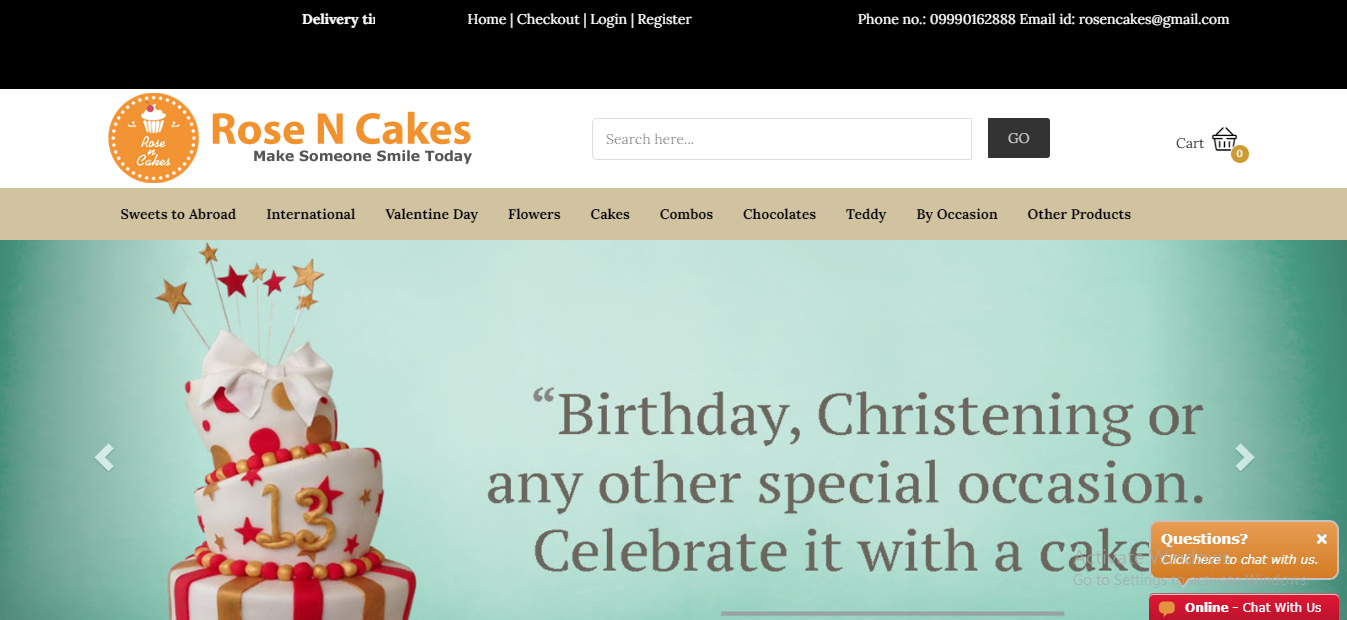 Delivery
Home | Checkout | Login | Register
Phone no.: 09990162888 Email id: rosencakes@gmail.com
Rose
n
Cakes
Rose N Cakes
Make Someone Smile Today
Search here...
GO
Cart
0
Sweets to Abroad International Valentine Day Flowers Cakes Combos Chocolates Teddy By Occasion Other Products
13
“Birthday, Christening or
any other special occasion.
Celebrate it with a cake
Questions?
Click here to chat with us.
Activate Windows
Go to Settings to activate Windows.
Online - Chat With Us